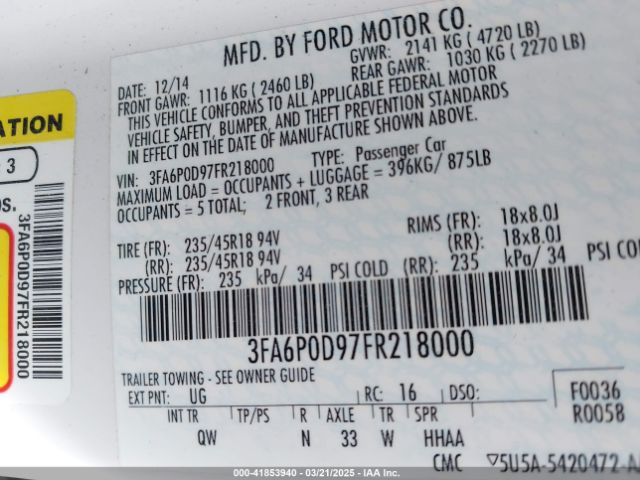 MFD. BY FORD MOTOR CO.
DATE: 12/14 GVWR: 2141 KG ( 4720 LB)
FRONT GAWR: 1116 KG ( 2460 LB) REAR GAWR: 1030 KG ( 2270 LB)
THIS VEHICLE CONFORMS TO ALL APPLICABLE FEDERAL MOTOR
VEHICLE SAFETY, BUMPER, AND THEFT PREVENTION STANDARDS
IN EFFECT ON THE DATE OF MANUFACTURE SHOWN ABOVE.
VIN: 3FA6P0D97FR218000 TYPE: Passenger Car
MAXIMUM LOAD = OCCUPANTS + LUGGAGE = 396KG/ 875LB
OCCUPANTS = 5 TOTAL; 2 FRONT, 3 REAR
TIRE (FR): 235/45R18 94V RIMS (FR): 18x8.0J
(RR): 235/45R18 94V (RR): 18x8.0J
PRESSURE (FR): 235 kPa/ 34 PSI COLD (RR): 235 kPa/ 34 PSI CO
3FA6P0D97FR218000
TRAILER TOWING - SEE OWNER GUIDE
EXT PNT: UG RC: 16 DSO: F0036
INT TR TP/PS R AXLE TR SPR R0058
QW N 33 W HHAA
CMC ▽5U5A-5420472-A
ATION
3
DS.
3FA6P0D97FR218000
000-41853940 - 03/21/2025 - IAA Inc.